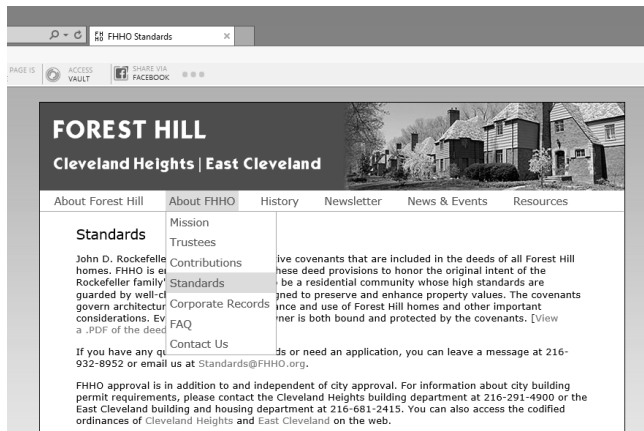 FHHO Standards
PAGE IS
ACCESS
VAULT
SHARE VIA
FACEBOOK
FOREST HILL
Cleveland Heights | East Cleveland
About Forest Hill About FHHO History Newsletter News & Events Resources
Mission
Trustees
Contributions
Standards
Corporate Records
FAQ
Contact Us
Standards
John D. Rockefeller ive covenants that are included in the deeds of all Forest Hill
homes. FHHO is e hese deed provisions to honor the original intent of the
Rockefeller family' be a residential community whose high standards are
guarded by well-c gned to preserve and enhance property values. The covenants
govern architectur ance and use of Forest Hill homes and other important
considerations. Ev ner is both bound and protected by the covenants. [View
a .PDF of the deed
If you have any qu ds or need an application, you can leave a message at 216-
932-8952 or email us at Standards@FHHO.org.
FHHO approval is in addition to and independent of city approval. For information about city building
permit requirements, please contact the Cleveland Heights building department at 216-291-4900 or the
East Cleveland building and housing department at 216-681-2415. You can also access the codified
ordinances of Cleveland Heights and East Cleveland on the web.